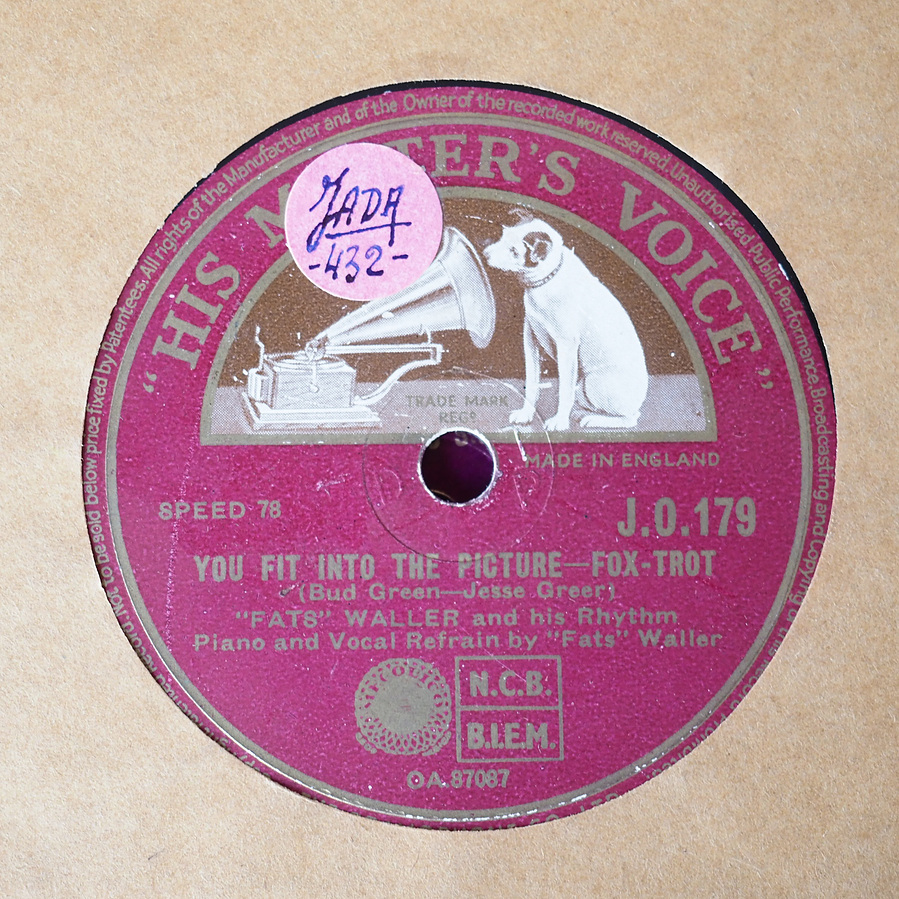 not to be sold below price fixed by Patentees. All rights of the Manufacturer and of the Owner of the recorded work reserved. Unauthorised Public Performance, Broadcasting and Copying of this
"HIS M TER'S VOICE"
JADA
-432-
TRADE MARK
REGD
MADE IN ENGLAND
SPEED 78
J.O.179
YOU FIT INTO THE PICTURE—FOX-TROT
(Bud Green—Jesse Greer)
"FATS" WALLER and his Rhythm
Piano and Vocal Refrain by "Fats" Waller
N.C.B.
B.I.E.M.
OA.87087